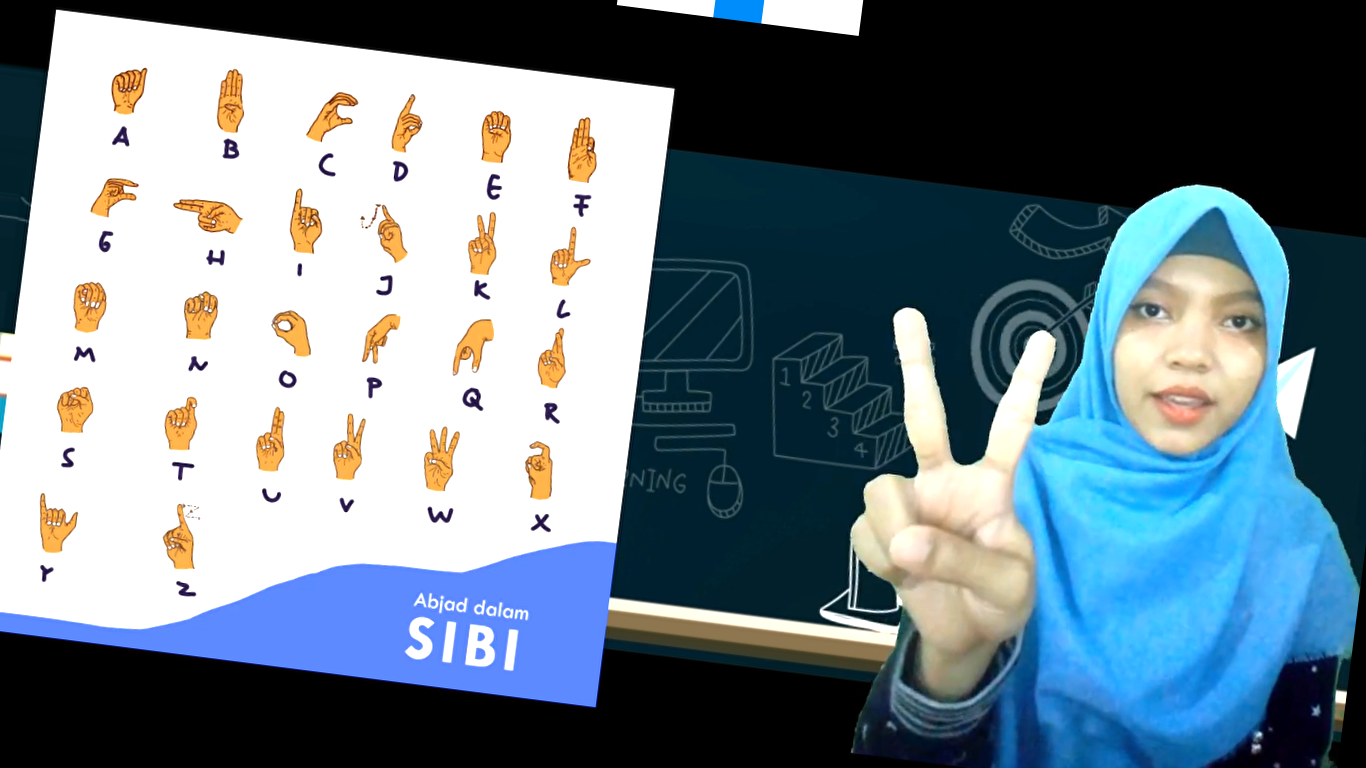 A B C D E F
G H I J K L
M N O P Q R
S T U V W X
Y Z
Abjad dalam
SIBI
1
2
3
4
NING